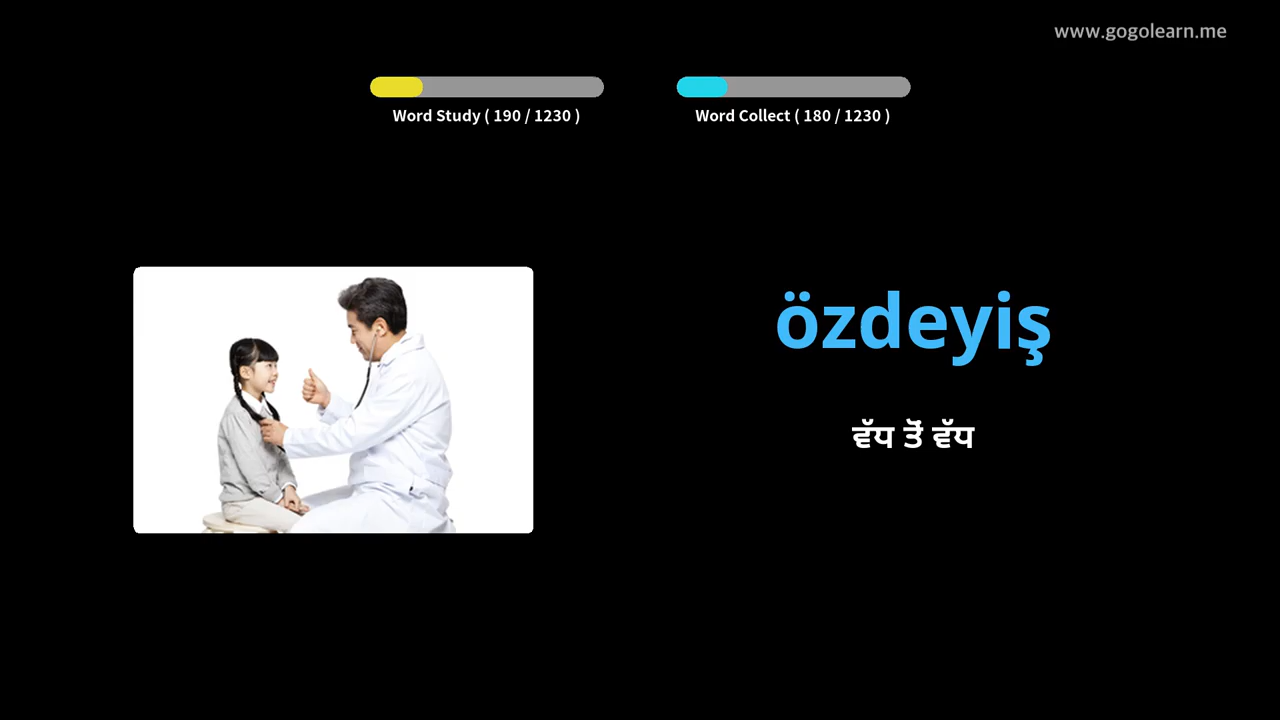 www.gogolearn.me
Word Study ( 190 / 1230 )
Word Collect ( 180 / 1230 )
özdeyiş
ਵੱਧ ਤੋਂ ਵੱਧ